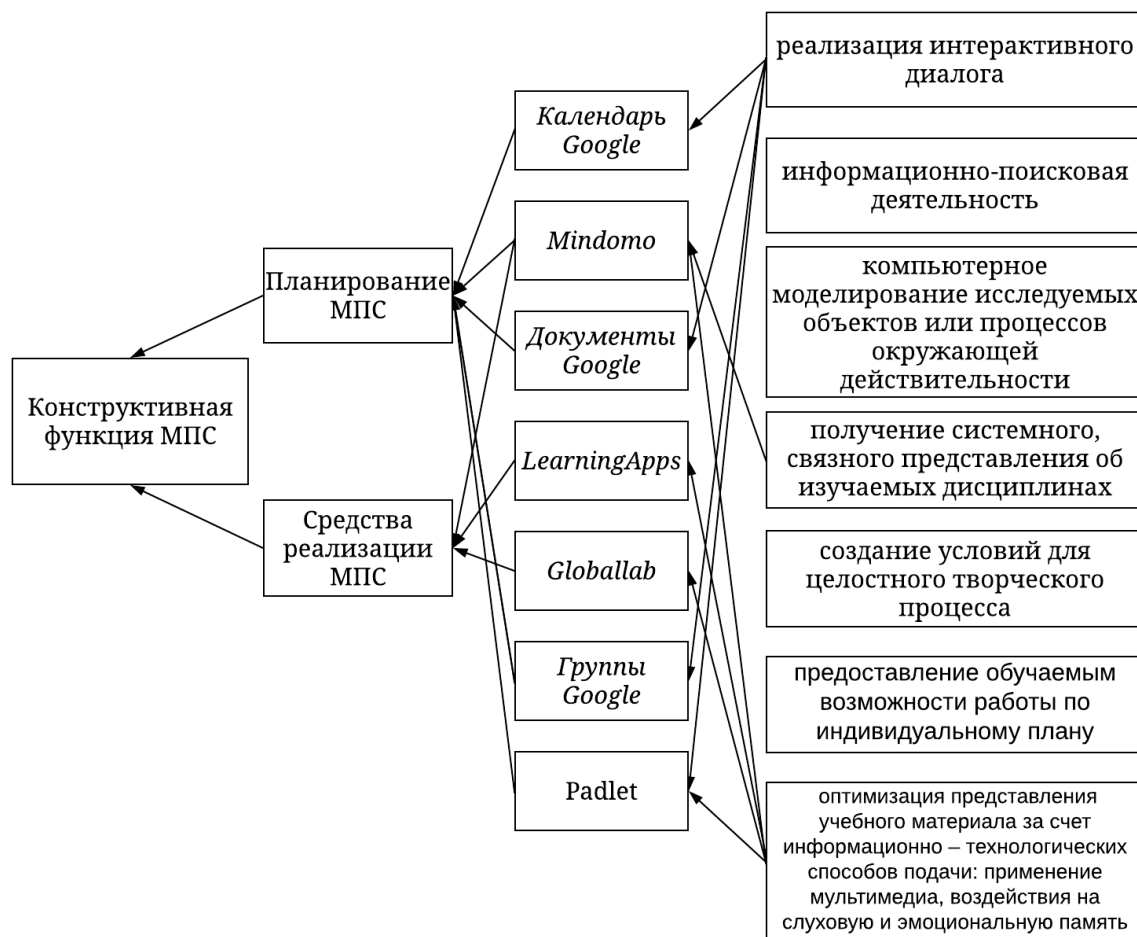 Конструктивная
функция МПС
Планирование
МПС
Средства
реализации
МПС
Календарь
Google
Mindomo
Документы
Google
LearningApps
Globallab
Группы
Google
Padlet
реализация интерактивного
диалога
информационно-поисковая
деятельность
компьютерное
моделирование исследуемых
объектов или процессов
окружающей
действительности
получение системного,
связного представления об
изучаемых дисциплинах
создание условий для
целостного творческого
процесса
предоставление обучаемым
возможности работы по
индивидуальному плану
оптимизация представления
учебного материала за счет
информационно – технологических
способов подачи: применение
мультимедиа, воздействия на
слуховую и эмоциональную память